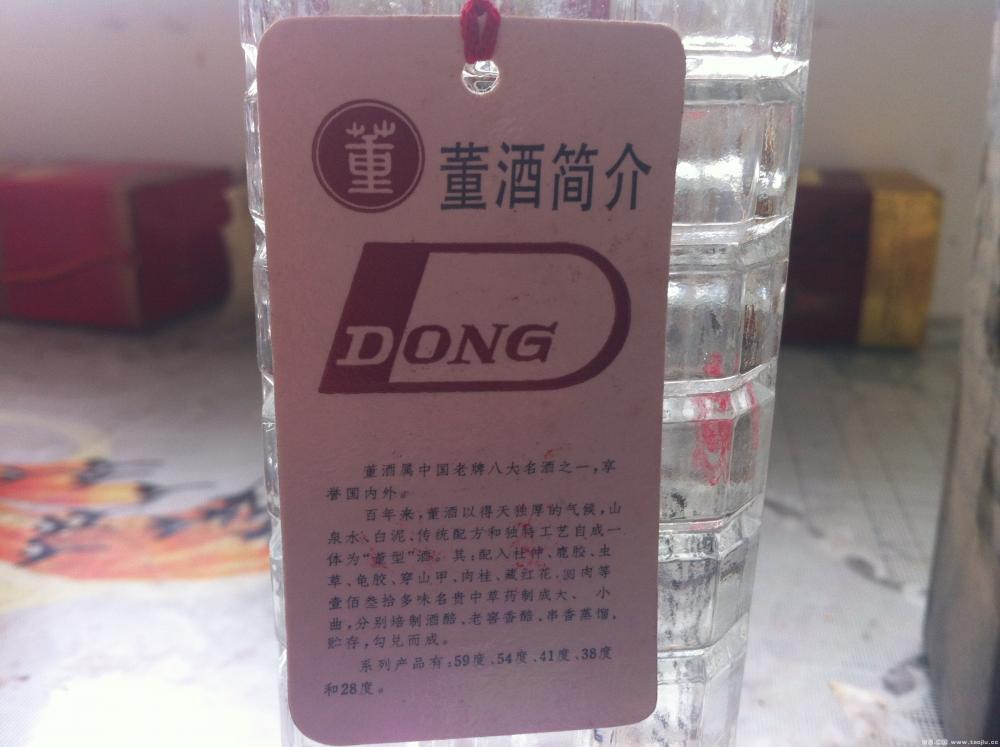 董
董酒简介
DONG
董酒属中国老牌八大名酒之一,享
誉国内外。
百年来,董酒以得天独厚的气候,山
泉水、白泥、传统配方和独特工艺自成一
体为“董型”酒。其:配入杜仲、鹿胶、虫
草、龟胶、穿山甲、肉桂、藏红花、圆肉等
壹佰叁拾多味名贵中草药制成大、 小
曲,分别培制酒醅、老窖香醅、串香蒸馏,
贮存,勾兑而成。
系列产品有:59度、54度、41度、38度
和28度。
www.taojiu.cc